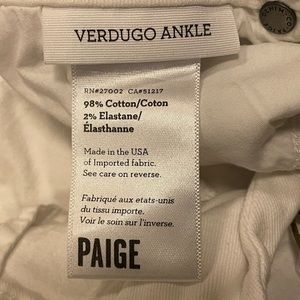 VERDUGO ANKLE
RN#27002 CA#51217
98% Cotton/Coton
2% Elastane/
Élasthanne
Made in the USA
of Imported fabric.
See care on reverse.
Fabriqué aux etats-unis
du tissu importe.
Voir le soin sur l'inverse.
PAIGE